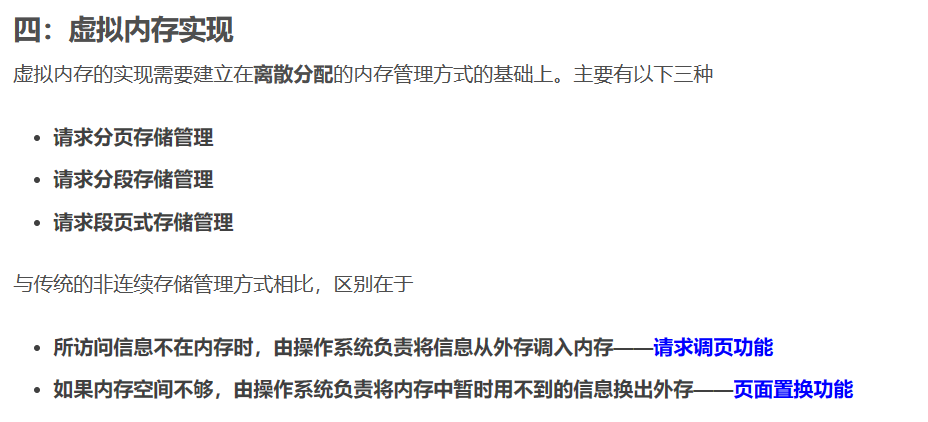 四：虚拟内存实现
虚拟内存的实现需要建立在离散分配的内存管理方式的基础上。主要有以下三种
• 请求分页存储管理
• 请求分段存储管理
• 请求段页式存储管理
与传统的非连续存储管理方式相比，区别在于
• 所访问信息不在内存时，由操作系统负责将信息从外存调入内存——请求调页功能
• 如果内存空间不够，由操作系统负责将内存中暂时用不到的信息换出外存——页面置换功能